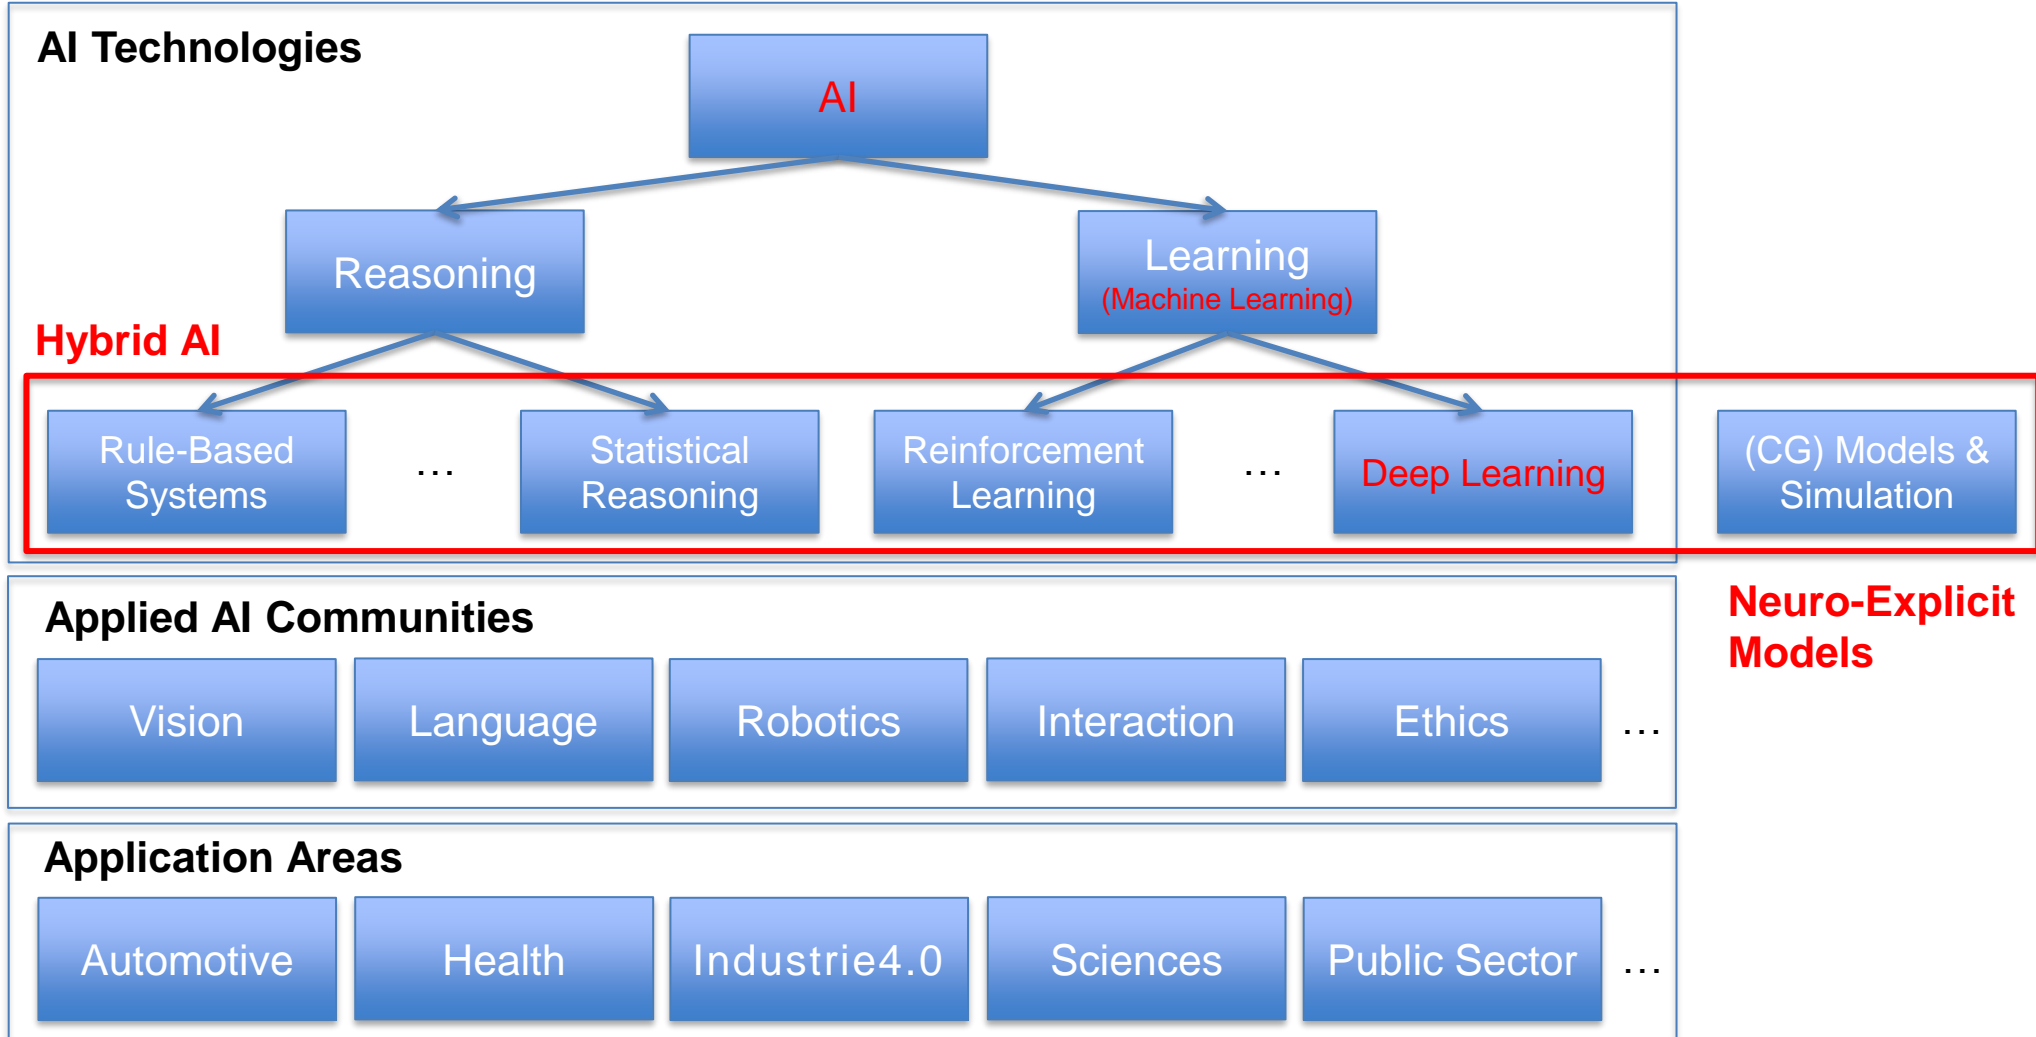 AI Technologies
AI
Reasoning
Learning
(Machine Learning)
Hybrid AI
Rule-Based
Systems
...
Statistical
Reasoning
Reinforcement
Learning
...
Deep Learning
(CG) Models &
Simulation
Neuro-Explicit
Models
Applied AI Communities
Vision
Language
Robotics
Interaction
Ethics
...
Application Areas
Automotive
Health
Industrie4.0
Sciences
Public Sector
...